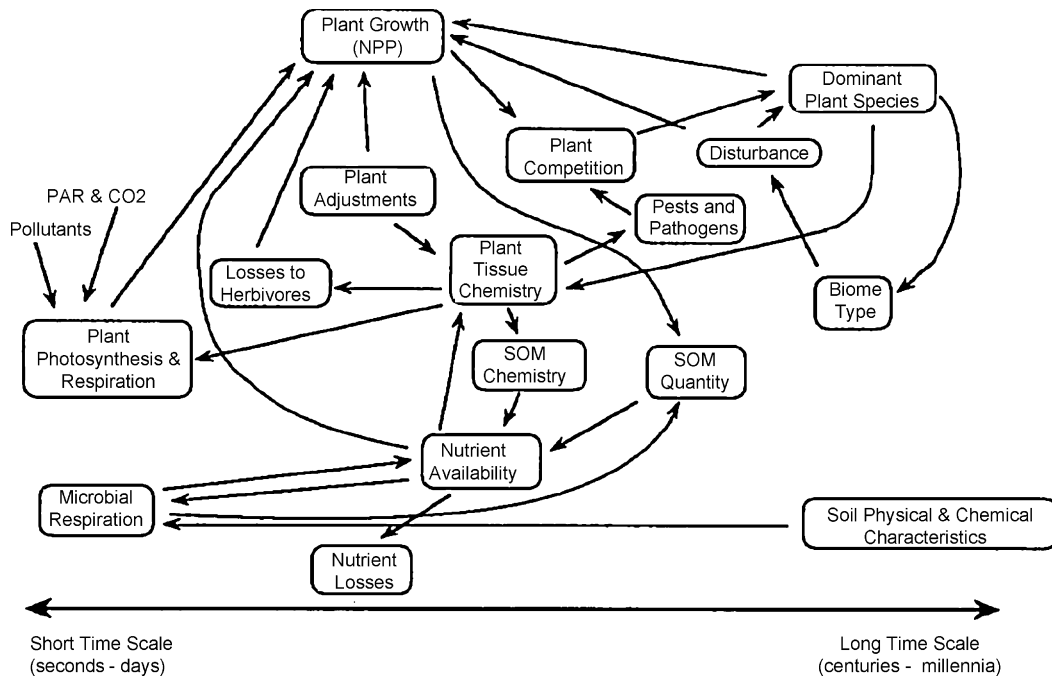 Plant Growth
(NPP)
Dominant
Plant Species
Plant
Competition
Disturbance
Plant
Adjustments
PAR & CO2
Pollutants
Pests and
Pathogens
Plant
Tissue
Chemistry
Losses to
Herbivores
Biome
Type
Plant
Photosynthesis &
Respiration
SOM
Chemistry
SOM
Quantity
Nutrient
Availability
Microbial
Respiration
Soil Physical & Chemical
Characteristics
Nutrient
Losses
Short Time Scale
(seconds - days)
Long Time Scale
(centuries - millennia)